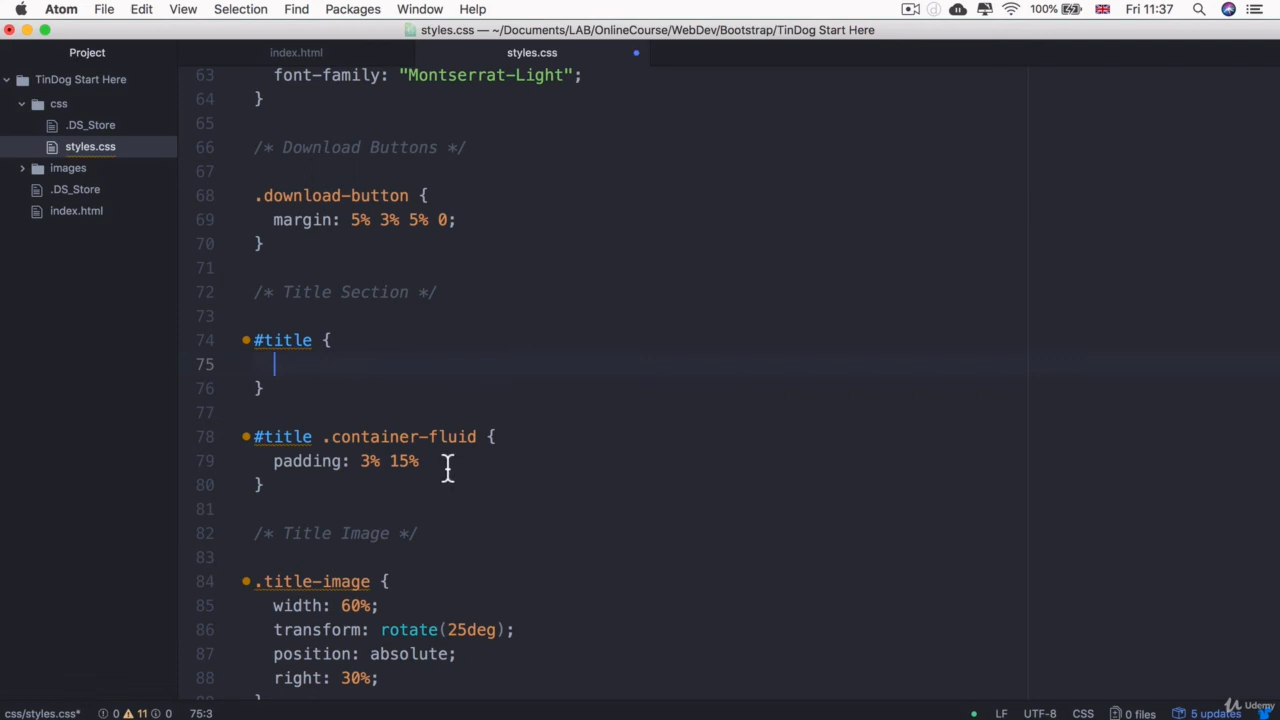 Atom File Edit View Selection Find Packages Window Help 100% Fri 11:37
styles.css — ~/Documents/LAB/OnlineCourse/WebDev/Bootstrap/TinDog Start Here
Project index.html styles.css
TinDog Start Here
css
.DS_Store
styles.css
images
.DS_Store
index.html
63 font-family: "Montserrat-Light";
64 }
65
66 /* Download Buttons */
67
68 .download-button {
69 margin: 5% 3% 5% 0;
70 }
71
72 /* Title Section */
73
74 #title {
75
76 }
77
78 #title .container-fluid {
79 padding: 3% 15%
80 }
81
82 /* Title Image */
83
84 .title-image {
85 width: 60%;
86 transform: rotate(25deg);
87 position: absolute;
88 right: 30%;
}
css/styles.css* 0 11 0 75:3 LF UTF-8 CSS 0 files 5 updates
Udemy